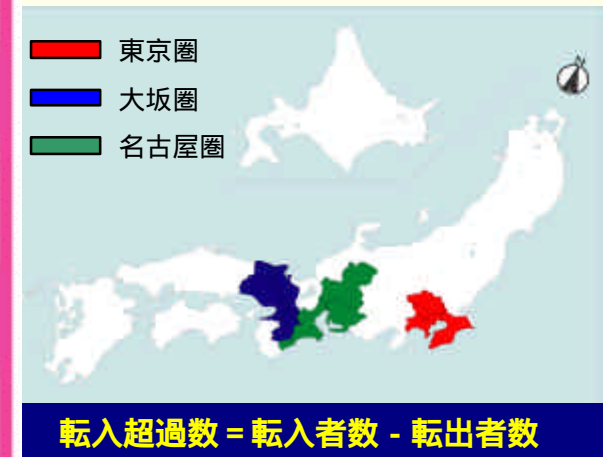 東京圏
大坂圏
名古屋圏
N
転入超過数 = 転入者数 - 転出者数